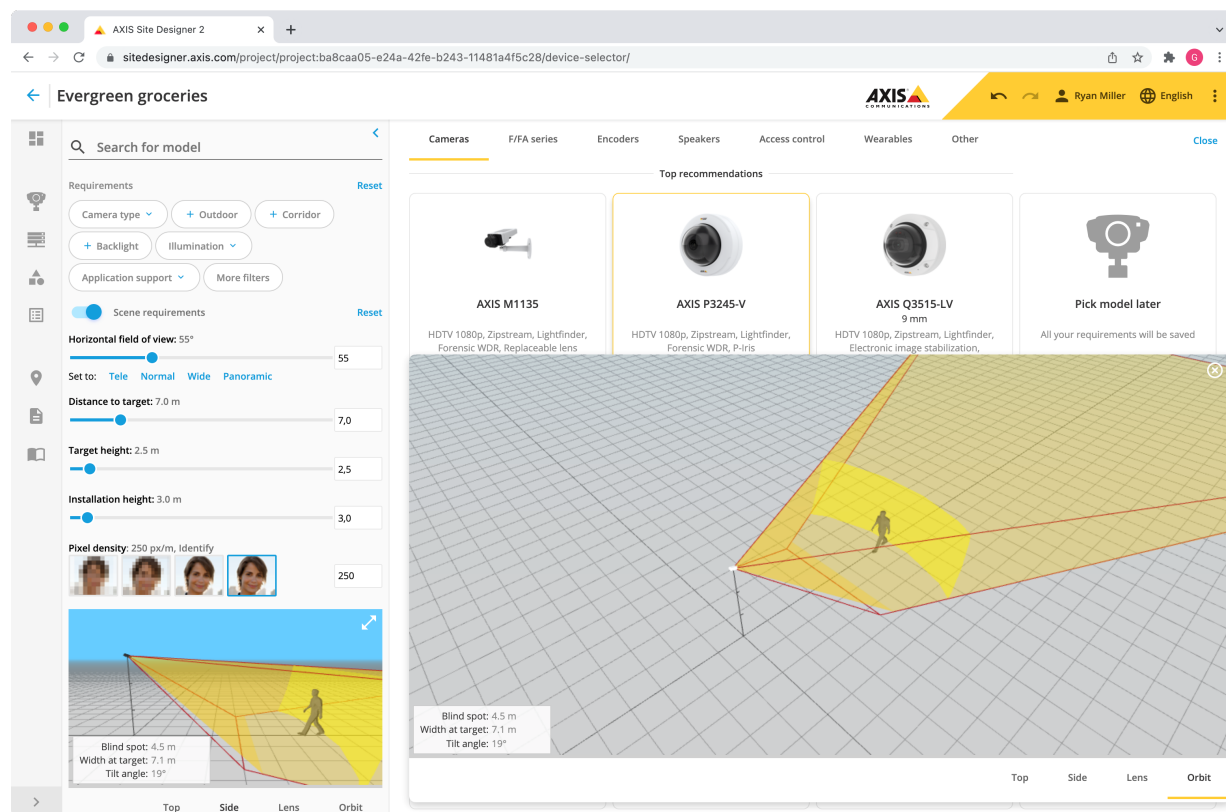 AXIS Site Designer 2
sitedesigner.axis.com/project/project:ba8caa05-e24a-42fe-b243-11481a4f5c28/device-selector/
G
Evergreen groceries
AXIS
COMMUNICATIONS
Ryan Miller
English
Search for model
Requirements
Reset
Camera type
+ Outdoor
+ Corridor
+ Backlight
Illumination
Application support
More filters
Scene requirements
Reset
Horizontal field of view: 55°
55
Set to: Tele Normal Wide Panoramic
Distance to target: 7.0 m
7,0
Target height: 2.5 m
2,5
Installation height: 3.0 m
3,0
Pixel density: 250 px/m, Identify
250
Blind spot: 4.5 m
Width at target: 7.1 m
Tilt angle: 19°
Top Side Lens Orbit
Cameras F/FA series Encoders Speakers Access control Wearables Other
Close
Top recommendations
AXIS M1135
HDTV 1080p, Zipstream, Lightfinder,
Forensic WDR, Replaceable lens
AXIS P3245-V
HDTV 1080p, Zipstream, Lightfinder,
Forensic WDR, P-Iris
AXIS Q3515-LV
9 mm
HDTV 1080p, Zipstream, Lightfinder,
Electronic image stabilization,
Pick model later
All your requirements will be saved
Blind spot: 4.5 m
Width at target: 7.1 m
Tilt angle: 19°
Top Side Lens Orbit